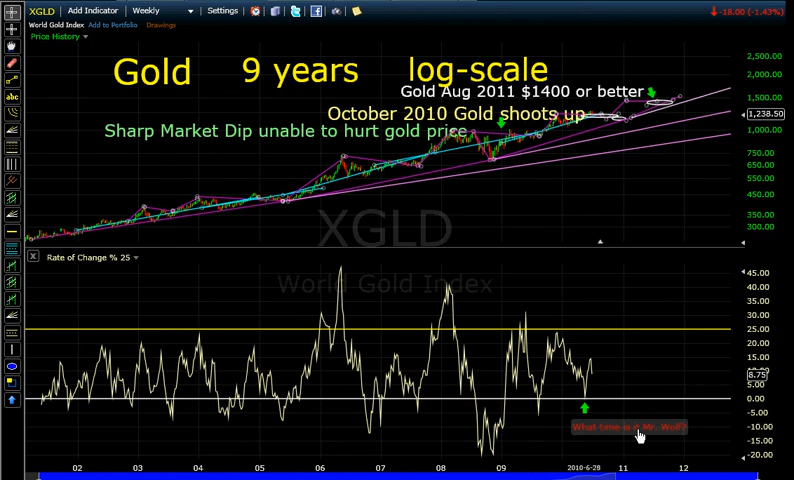 XGLD Add Indicator Weekly Settings -18.00 (-1.43%)
World Gold Index Add to Portfolio Drawings
Price History
abc
Gold 9 years log-scale
Gold Aug 2011 $1400 or better
October 2010 Gold shoots up
Sharp Market Dip unable to hurt gold price
2,500.00
2,000.00
1,500.00
1,238.50
1,000.00
750.00
650.00
550.00
450.00
350.00
300.00
XGLD
World Gold Index
Rate of Change % 25
45.00
40.00
35.00
30.00
25.00
20.00
15.00
8.75
5.00
0.00
-5.00
-10.00
-15.00
-20.00
What time is it Mr. Wolf?
02 03 04 05 06 07 08 09 2010-6-28 11 12